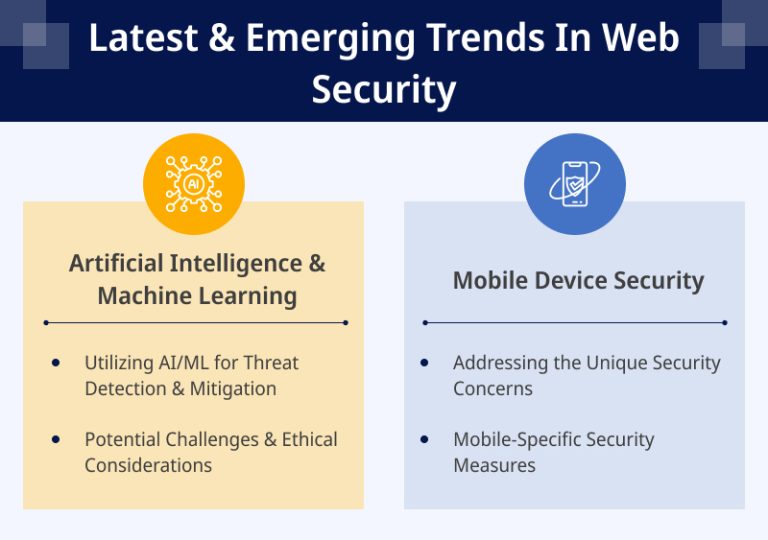 Latest & Emerging Trends In Web
Security
AI
Artificial Intelligence &
Machine Learning
Utilizing AI/ML for Threat
Detection & Mitigation
Potential Challenges & Ethical
Considerations
Mobile Device Security
Addressing the Unique Security
Concerns
Mobile-Specific Security
Measures